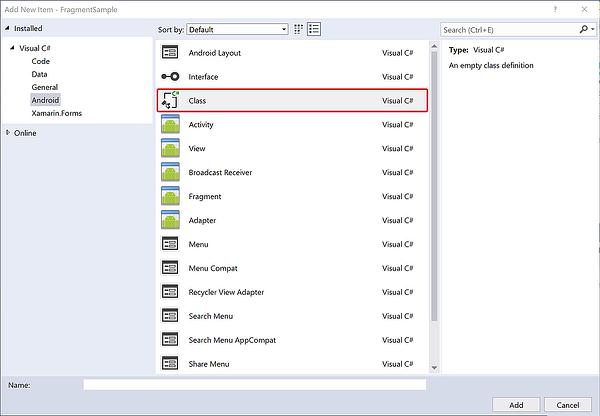 Add New Item - FragmentSample
Installed
Sort by: Default
Search (Ctrl+E)
Visual C#
Code
Data
General
Android
Xamarin.Forms
Online
Android Layout Visual C#
Interface Visual C#
C# Class Visual C#
Activity Visual C#
View Visual C#
Broadcast Receiver Visual C#
Fragment Visual C#
Adapter Visual C#
Menu Visual C#
Menu Compat Visual C#
Recycler View Adapter Visual C#
Search Menu Visual C#
Search Menu AppCompat Visual C#
Share Menu Visual C#
Type: Visual C#
An empty class definition
Name:
Add Cancel